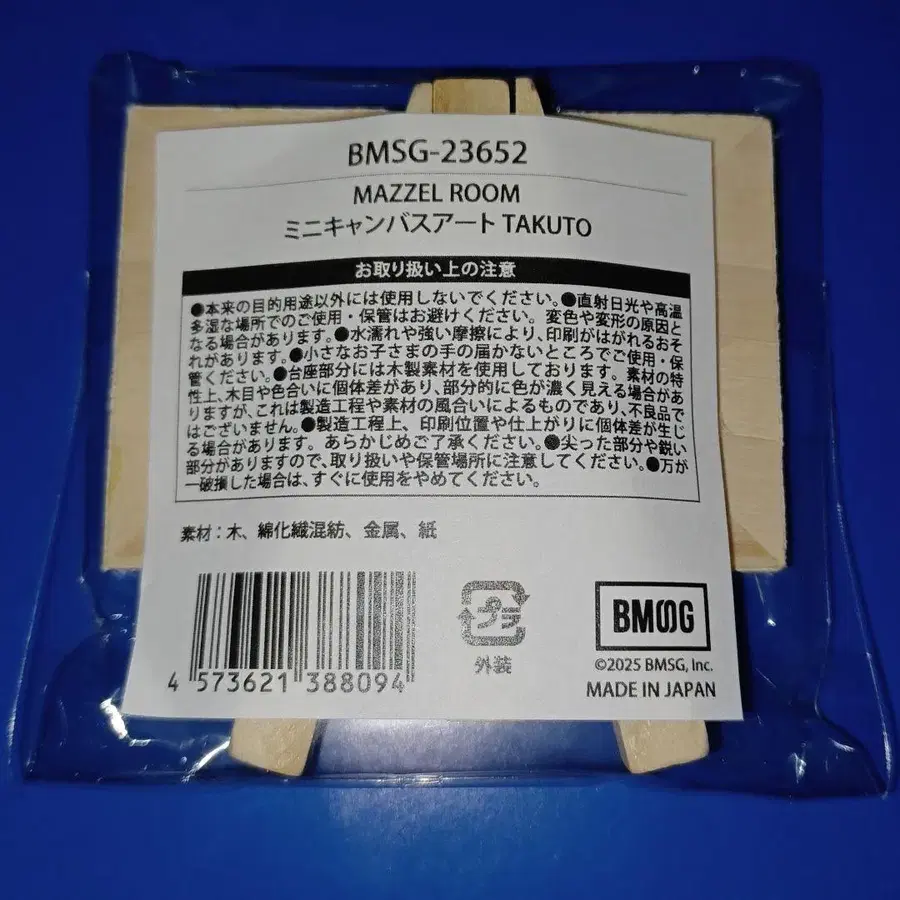 BMSG-23652
MAZZEL ROOM
ミニキャンバスアート TAKUTO
お取り扱い上の注意
●本来の目的用途以外には使用しないでください。●直射日光や高温
多湿な場所でのご使用・保管はお避けください。変色や変形の原因と
なる場合があります。●水濡れや強い摩擦により、印刷がはがれるおそ
れがあります。●小さなお子さまの手の届かないところでご使用・保
管ください。●台座部分には木製素材を使用しております。素材の特
性上、木目や色合いに個体差があり、部分的に色が濃く見える場合があ
りますが、これは製造工程や素材の風合いによるものであり、不良品で
はございません。●製造工程上、印刷位置や仕上がりに個体差が生じ
る場合があります。あらかじめご了承ください。●尖った部分や鋭い
部分がありますので、取り扱いや保管場所に注意してください。●万が
一破損した場合は、すぐに使用をやめてください。
素材：木、綿化繊混紡、金属、紙
4 573621 388094
プラ
外装
BMSG
©2025 BMSG, Inc.
MADE IN JAPAN